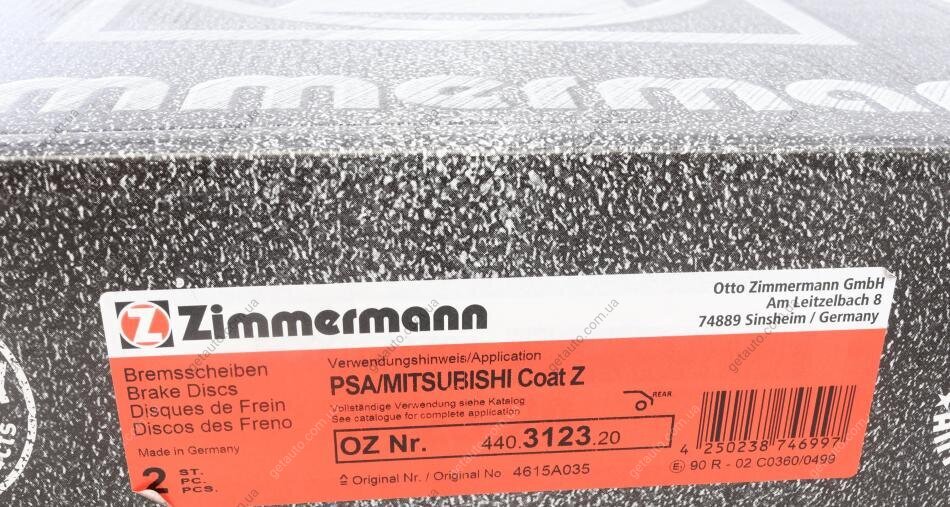 mmerma
Zimmermann
Otto Zimmermann GmbH
Am Leitzelbach 8
74889 Sinsheim / Germany
Bremsscheiben
Brake Discs
Disques de Frein
Discos des Freno
Made in Germany
2 ST.
PC.
PCS.
Verwendungshinweis/Application
PSA/MITSUBISHI Coat Z
Vollständige Verwendung siehe Katalog
See catalogue for complete application
REAR
OZ Nr. 440.3123.20
≙ Original Nr. / Original No 4615A035
4 250238 746997
E1 90 R - 02 C0360/0499
getauto.com.ua